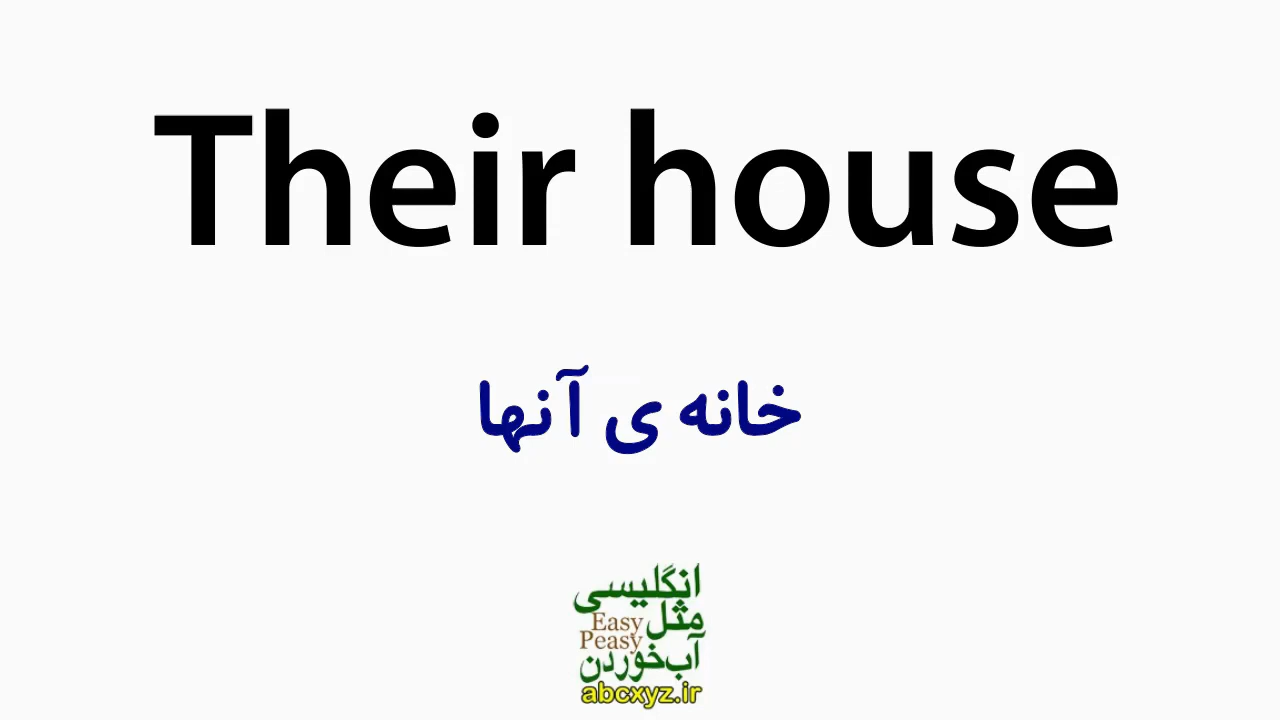 Their house
خانه ی آنها
انگلیسی
مثل
Easy
Peasy
آب‌خوردن
abcxyz.ir